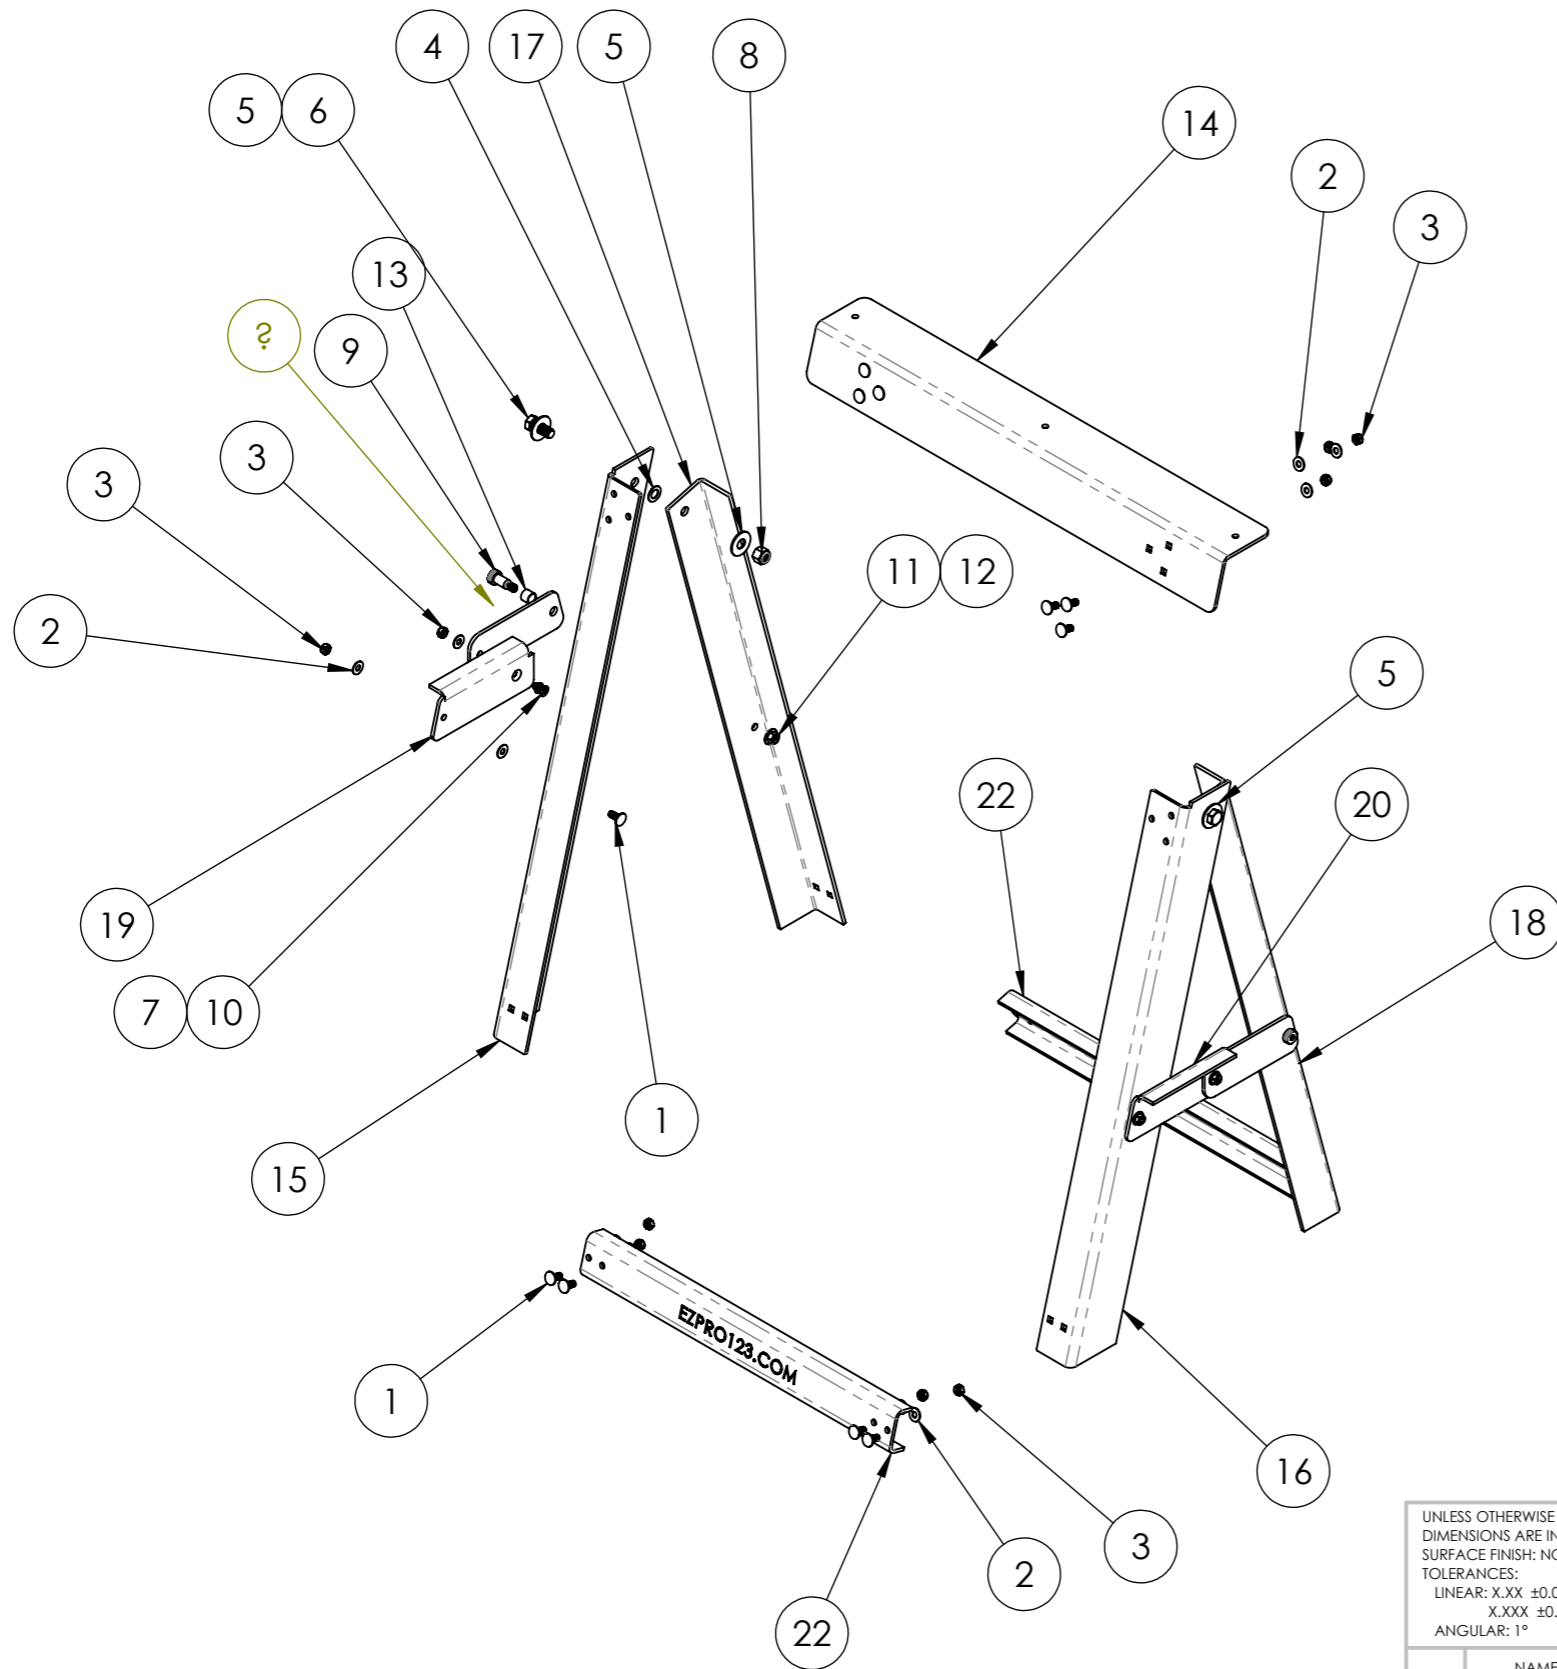 4 17 5 8
5 6
14
2
3
13
?
9
3
3
2
11 12
5
22
20
19
18
7 10
1
15
EZPRO123.COM
1
16
3
2
22
UNLESS OTHERWISE
DIMENSIONS ARE IN
SURFACE FINISH:
TOLERANCES:
LINEAR: X.XX ±0.0
X.XXX ±0.
ANGULAR: 1°
NAME